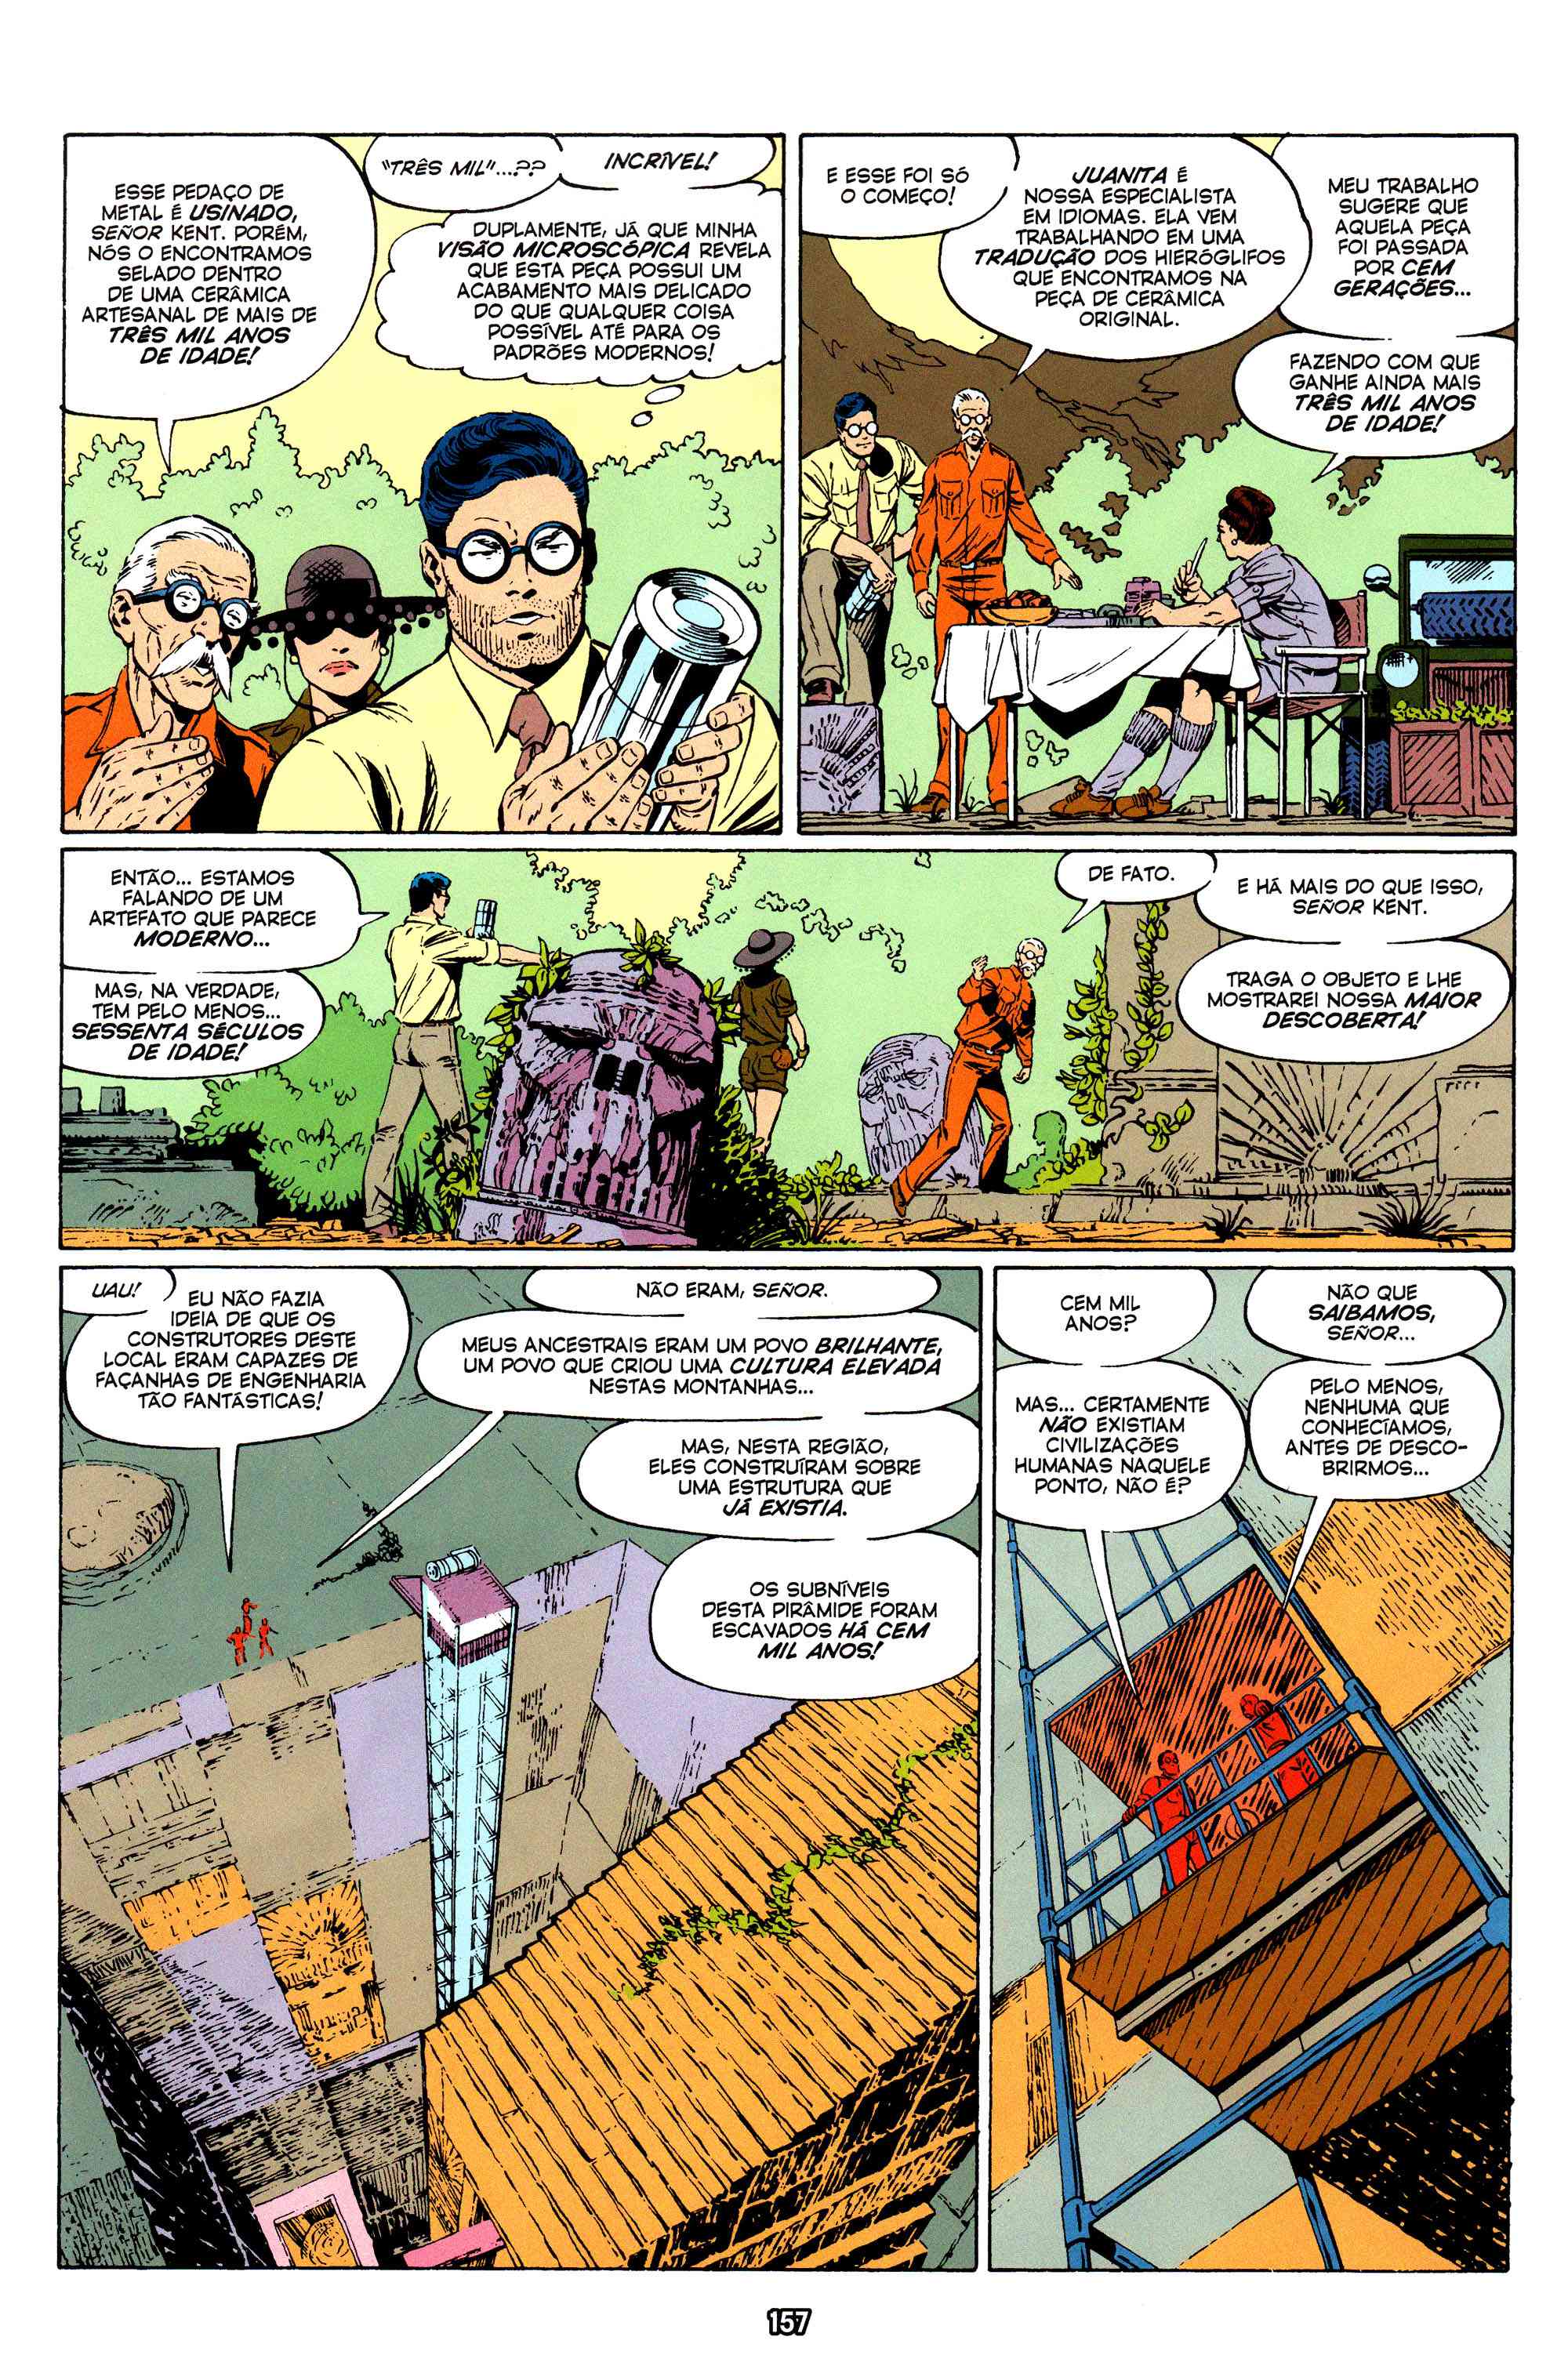 ESSE PEDAÇO DE
METAL É USINADO,
SEÑOR KENT. PORÉM,
NÓS O ENCONTRAMOS
SELADO DENTRO
DE UMA CERÂMICA
ARTESANAL DE MAIS DE
TRÊS MIL ANOS
DE IDADE!
"TRÊS MIL"...??
INCRÍVEL!
DUPLAMENTE, JÁ QUE MINHA
VISÃO MICROSCÓPICA REVELA
QUE ESTA PEÇA POSSUI UM
ACABAMENTO MAIS DELICADO
DO QUE QUALQUER COISA
POSSÍVEL ATÉ PARA OS
PADRÕES MODERNOS!
E ESSE FOI SÓ
O COMEÇO!
JUANITA É
NOSSA ESPECIALISTA
EM IDIOMAS. ELA VEM
TRABALHANDO EM UMA
TRADUÇÃO DOS HIERÓGLIFOS
QUE ENCONTRAMOS NA
PEÇA DE CERÂMICA
ORIGINAL.
MEU TRABALHO
SUGERE QUE
AQUELA PEÇA
FOI PASSADA
POR CEM
GERAÇÕES...
FAZENDO COM QUE
GANHE AINDA MAIS
TRÊS MIL ANOS
DE IDADE!
ENTÃO... ESTAMOS
FALANDO DE UM
ARTEFATO QUE PARECE
MODERNO...
MAS, NA VERDADE,
TEM PELO MENOS...
SESSENTA SÉCULOS
DE IDADE!
DE FATO.
E HÁ MAIS DO QUE ISSO,
SEÑOR KENT.
TRAGA O OBJETO E LHE
MOSTRAREI NOSSA MAIOR
DESCOBERTA!
UAU!
EU NÃO FAZIA
IDEIA DE QUE OS
CONSTRUTORES DESTE
LOCAL ERAM CAPAZES DE
FAÇANHAS DE ENGENHARIA
TÃO FANTÁSTICAS!
NÃO ERAM, SEÑOR.
MEUS ANCESTRAIS ERAM UM POVO BRILHANTE,
UM POVO QUE CRIOU UMA CULTURA ELEVADA
NESTAS MONTANHAS...
MAS, NESTA REGIÃO,
ELES CONSTRUÍRAM SOBRE
UMA ESTRUTURA QUE
JÁ EXISTIA.
OS SUBNÍVEIS
DESTA PIRÂMIDE FORAM
ESCAVADOS HÁ CEM
MIL ANOS!
CEM MIL
ANOS?
MAS... CERTAMENTE
NÃO EXISTIAM
CIVILIZAÇÕES
HUMANAS NAQUELE
PONTO, NÃO É?
NÃO QUE
SAIBAMOS,
SEÑOR...
PELO MENOS,
NENHUMA QUE
CONHECÍAMOS,
ANTES DE DESCO-
BRIRMOS...
157